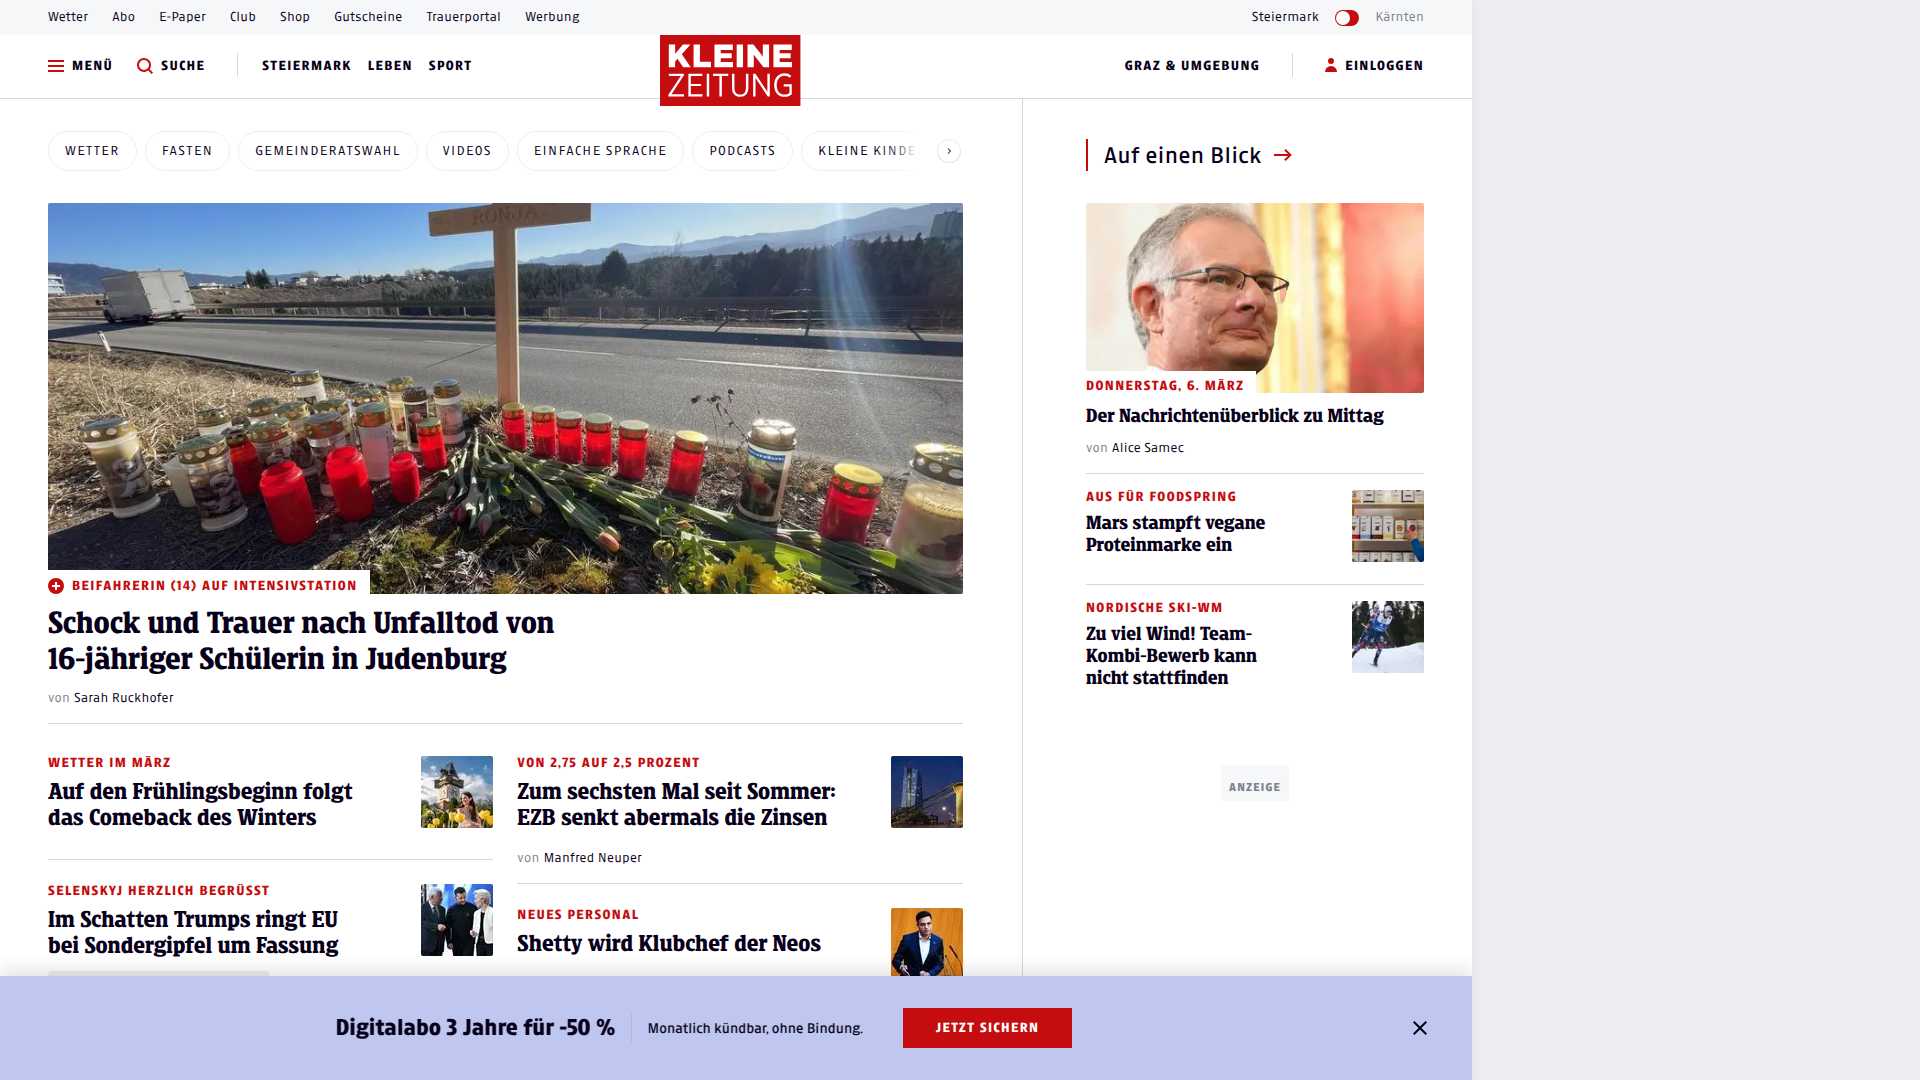 Wetter Abo E-Paper Club Shop Gutscheine Trauerportal Werbung
Steiermark Kärnten
MENÜ SUCHE STEIERMARK LEBEN SPORT
KLEINE
ZEITUNG
GRAZ & UMGEBUNG EINLOGGEN
WETTER FASTEN GEMEINDERATSWAHL VIDEOS EINFACHE SPRACHE PODCASTS KLEINE KINDE
RONJA
BEIFAHRERIN (14) AUF INTENSIVSTATION
Schock und Trauer nach Unfalltod von
16-jähriger Schülerin in Judenburg
von Sarah Ruckhofer
WETTER IM MÄRZ
Auf den Frühlingsbeginn folgt
das Comeback des Winters
SELENSKYJ HERZLICH BEGRÜSST
Im Schatten Trumps ringt EU
bei Sondergipfel um Fassung
VON 2,75 AUF 2,5 PROZENT
Zum sechsten Mal seit Sommer:
EZB senkt abermals die Zinsen
von Manfred Neuper
NEUES PERSONAL
Shetty wird Klubchef der Neos
Auf einen Blick
DONNERSTAG, 6. MÄRZ
Der Nachrichtenüberblick zu Mittag
von Alice Samec
AUS FÜR FOODSPRING
Mars stampft vegane
Proteinmarke ein
NORDISCHE SKI-WM
Zu viel Wind! Team-
Kombi-Bewerb kann
nicht stattfinden
ANZEIGE
Digitalabo 3 Jahre für -50 %
Monatlich kündbar, ohne Bindung.
JETZT SICHERN